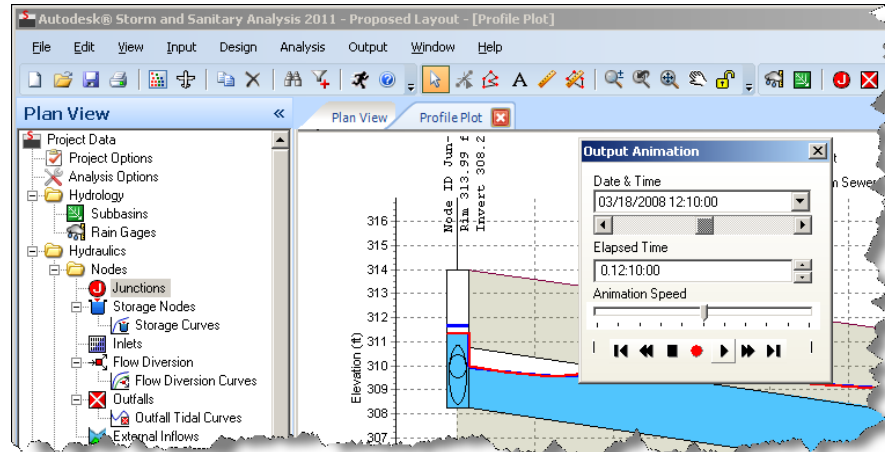 Autodesk® Storm and Sanitary Analysis 2011 - Proposed Layout - [Profile Plot]
File Edit View Input Design Analysis Output Window Help
A
J
Plan View «
Plan View Profile Plot
Project Data
Project Options
Analysis Options
Hydrology
Subbasins
Rain Gages
Hydraulics
Nodes
Junctions
Storage Nodes
Storage Curves
Inlets
Flow Diversion
Flow Diversion Curves
Outfalls
Outfall Tidal Curves
External Inflows
Node ID Jun-
Rim 313.99 f
Invert 308.2
316
315
314
313
312
311
310
309
308
307
Elevation (ft)
Output Animation
Date & Time
03/18/2008 12:10:00
Elapsed Time
0.12:10:00
Animation Speed